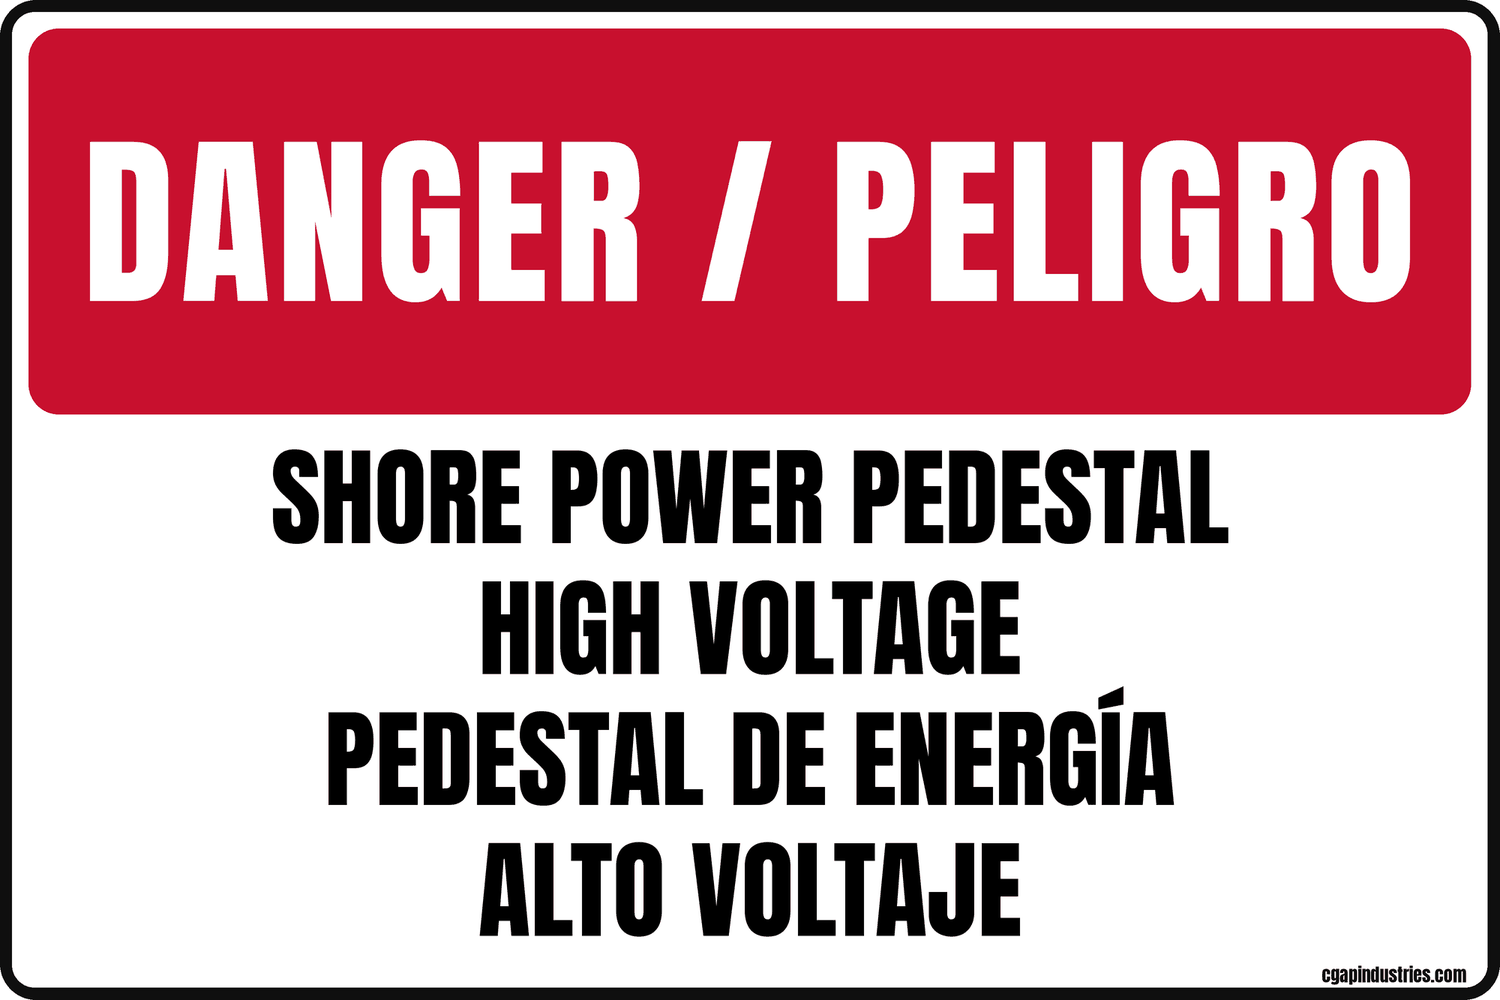 DANGER / PELIGRO
SHORE POWER PEDESTAL
HIGH VOLTAGE
PEDESTAL DE ENERGÍA
ALTO VOLTAJE
cgapindustries.com